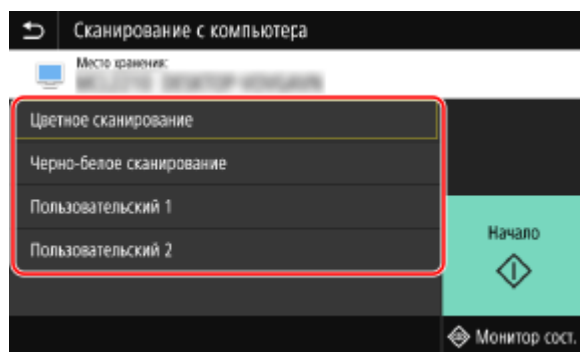 Сканирование с компьютера
Место хранения:
Цветное сканирование
Черно-белое сканирование
Пользовательский 1
Пользовательский 2
Начало
Монитор сост.